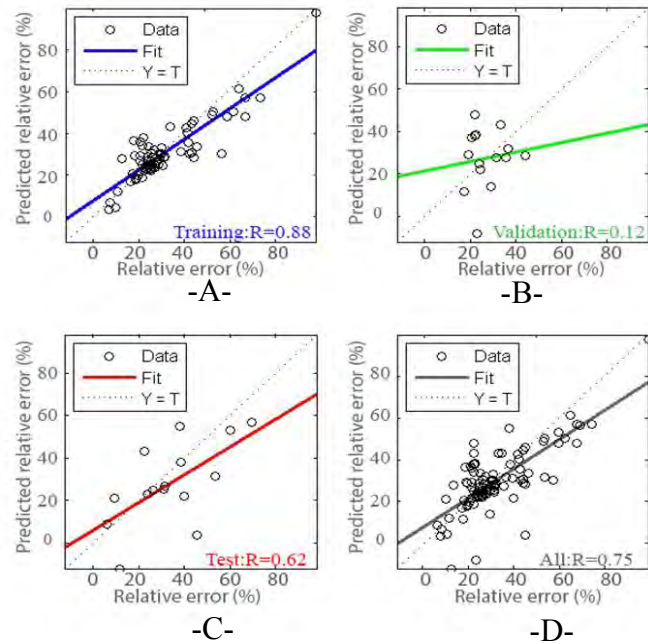 Data
Fit
Y = T
80
60
40
20
0
0 20 40 60 80
Predicted relative error (%)
Relative error (%)
Training:R=0.88
-A-
Data
Fit
Y = T
80
60
40
20
0
0 20 40 60 80
Predicted relative error (%)
Relative error (%)
Validation:R=0.12
-B-
Data
Fit
Y = T
80
60
40
20
0
0 20 40 60 80
Predicted relative error (%)
Relative error (%)
Test:R=0.62
-C-
Data
Fit
Y = T
80
60
40
20
0
0 20 40 60 80
Predicted relative error (%)
Relative error (%)
All:R=0.75
-D-